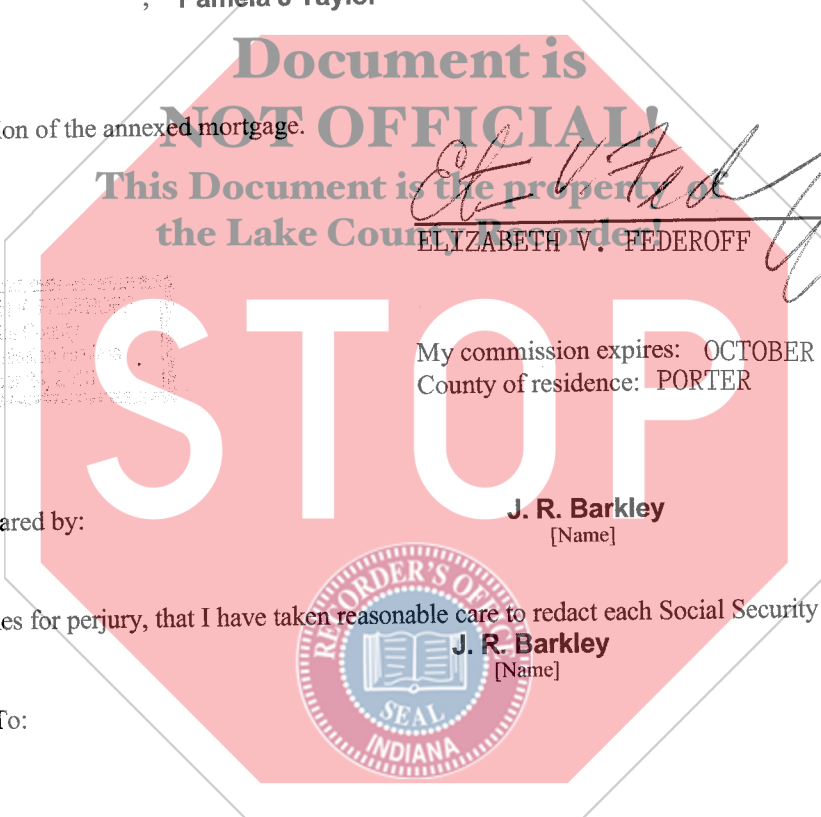 , Pamela J Taylor
Document is
NOT OFFICIAL!
ion of the annexed mortgage.
This Document is the property of
the Lake County Recorder!
ELIZABETH V. FEDEROFF
STOP
My commission expires: OCTOBER
County of residence: PORTER
ared by:
J. R. Barkley
[Name]
RECORDER'S OFFICE
es for perjury, that I have taken reasonable care to redact each Social Security
J. R. Barkley
[Name]
SEAL
INDIANA
To: